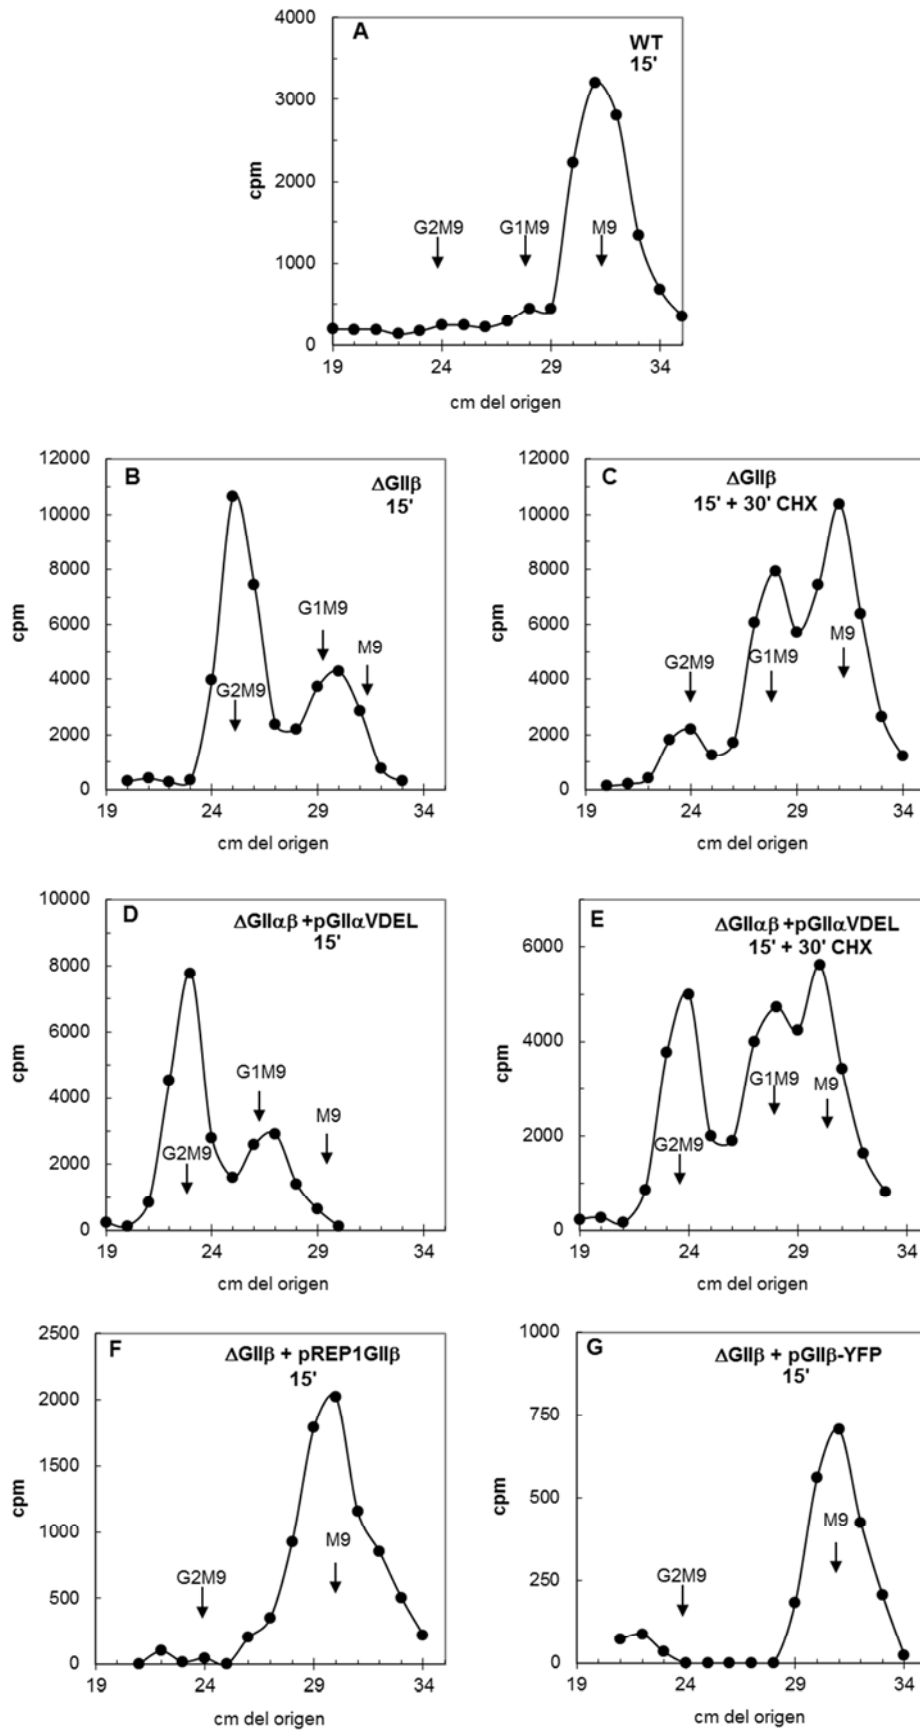 A
WT
15'
4000
3000
2000
1000
0
cpm
G2M9
G1M9
M9
19
24
29
34
cm del origen
B
ΔGIIβ
15'
12000
10000
8000
6000
4000
2000
0
cpm
G2M9
G1M9
M9
19
24
29
34
cm del origen
C
ΔGIIβ
15' + 30' CHX
12000
10000
8000
6000
4000
2000
0
cpm
G2M9
G1M9
M9
19
24
29
34
cm del origen
D
ΔGIIαβ +pGIIαVDEL
15'
10000
8000
6000
4000
2000
0
cpm
G2M9
G1M9
M9
19
24
29
34
cm del origen
E
ΔGIIαβ +pGIIαVDEL
15' + 30' CHX
6000
4000
2000
0
cpm
G2M9
G1M9
M9
19
24
29
34
cm del origen
F
ΔGIIβ + pREP1GIIβ
15'
2500
2000
1500
1000
500
0
cpm
G2M9
M9
19
24
29
34
cm del origen
G
ΔGIIβ + pGIIβ-YFP
15'
1000
750
500
250
0
cpm
G2M9
M9
19
24
29
34
cm del origen